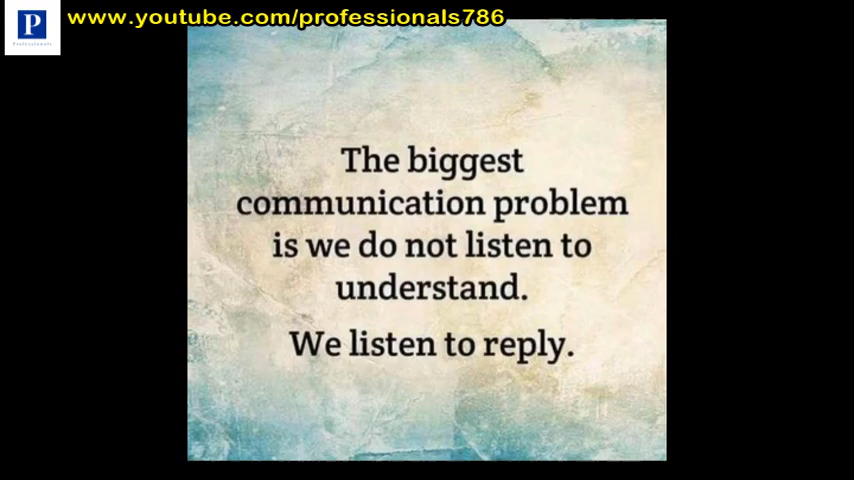 www.youtube.com/professionals786
P
Professionals
The biggest
communication problem
is we do not listen to
understand.
We listen to reply.